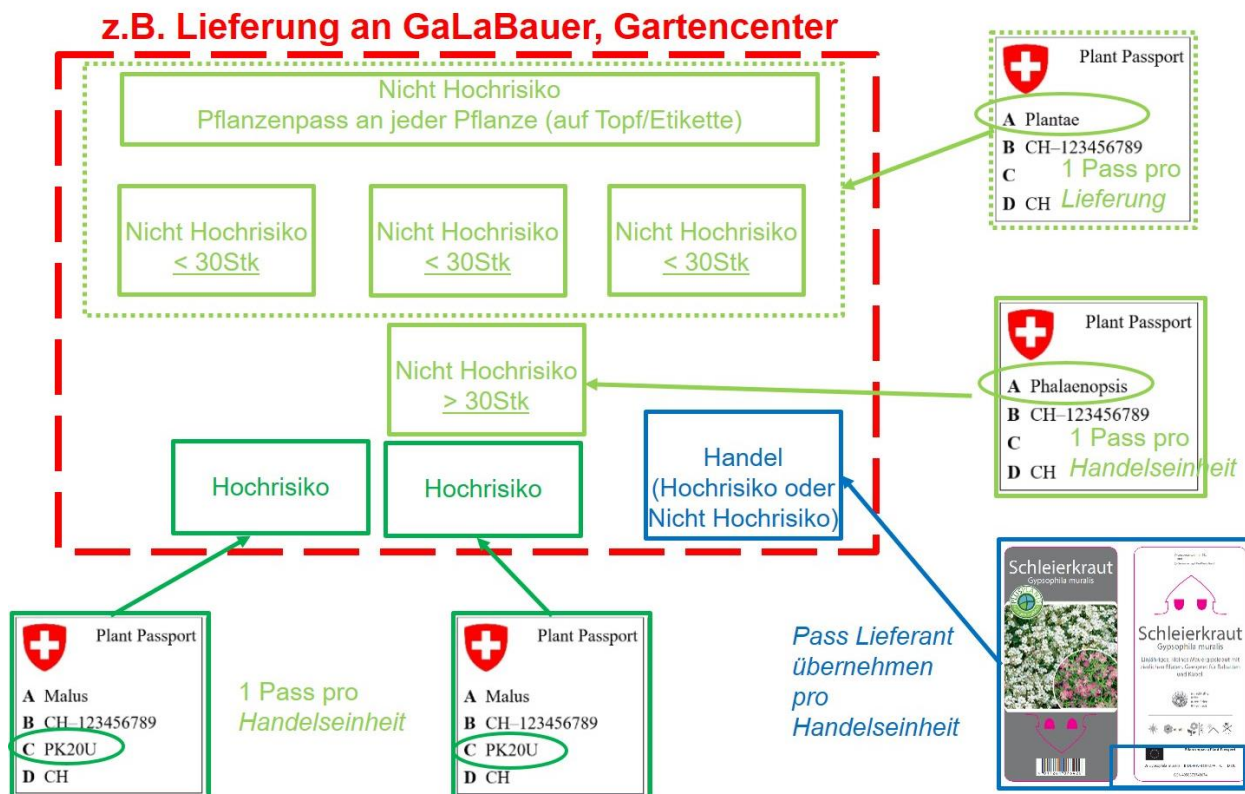 z.B. Lieferung an GaLaBauer, Gartencenter
Nicht Hochrisiko
Pflanzenpass an jeder Pflanze (auf Topf/Etikette)
Nicht Hochrisiko
< 30Stk
Nicht Hochrisiko
< 30Stk
Nicht Hochrisiko
< 30Stk
Plant Passport
A Plantae
B CH–123456789
C
D CH
1 Pass pro
Lieferung
Nicht Hochrisiko
> 30Stk
Plant Passport
A Phalaenopsis
B CH–123456789
C
D CH
1 Pass pro
Handelseinheit
Hochrisiko
Hochrisiko
Handel
(Hochrisiko oder
Nicht Hochrisiko)
Plant Passport
A Malus
B CH–123456789
C PK20U
D CH
1 Pass pro
Handelseinheit
Plant Passport
A Malus
B CH–123456789
C PK20U
D CH
Pass Lieferant
übernehmen
pro
Handelseinheit
Schleierkraut
Gypsophila muralis
Schleierkraut
Gypsophila muralis
und Kübel